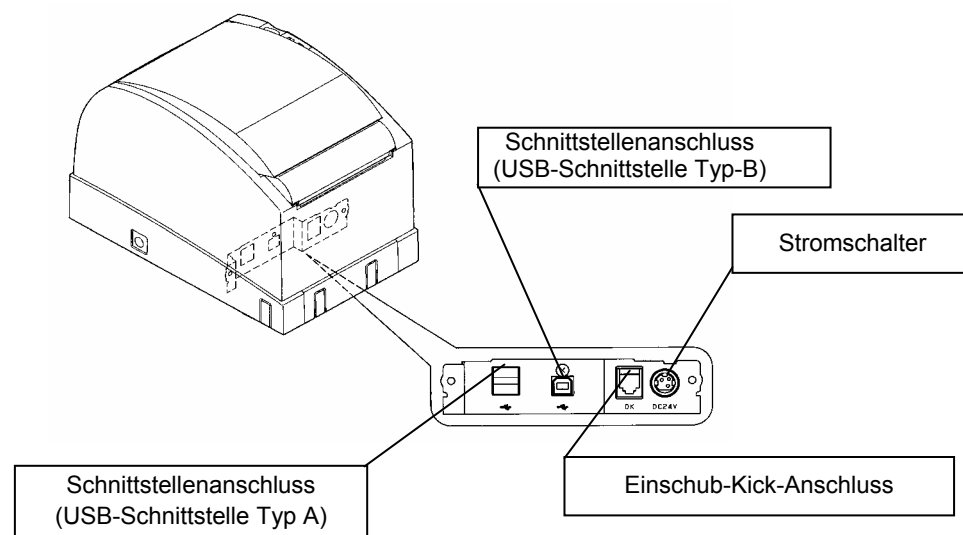 Schnittstellenanschluss
(USB-Schnittstelle Typ-B)
Stromschalter
DK DC24V
Schnittstellenanschluss
(USB-Schnittstelle Typ A)
Einschub-Kick-Anschluss